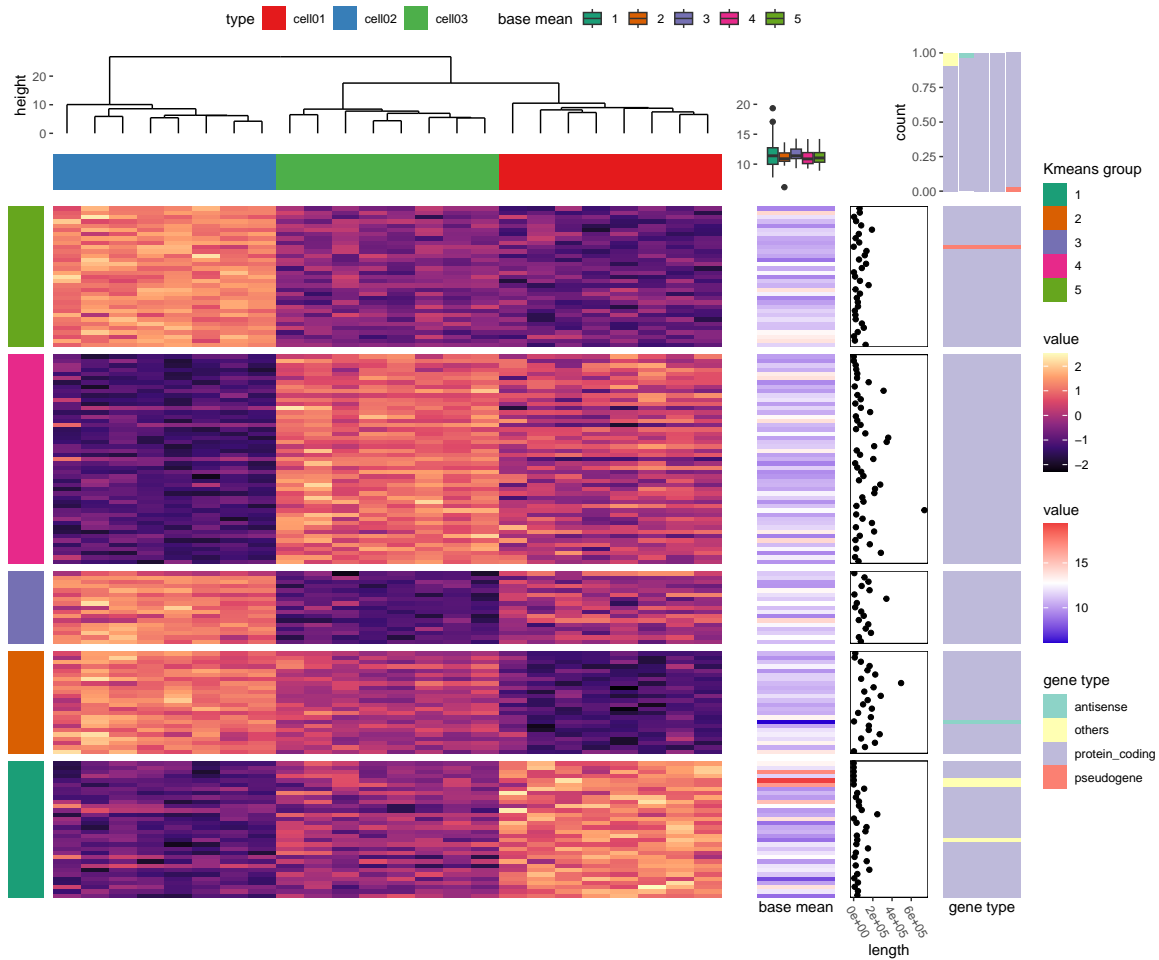 type cell01 cell02 cell03 base mean 1 2 3 4 5
height
20
10
0
20
15
10
count
1.00
0.75
0.50
0.25
0.00
Kmeans group
1
2
3
4
5
value
2
1
0
-1
-2
value
15
10
gene type
antisense
others
protein_coding
pseudogene
base mean
0e+00
2e+05
4e+05
6e+05
length
gene type